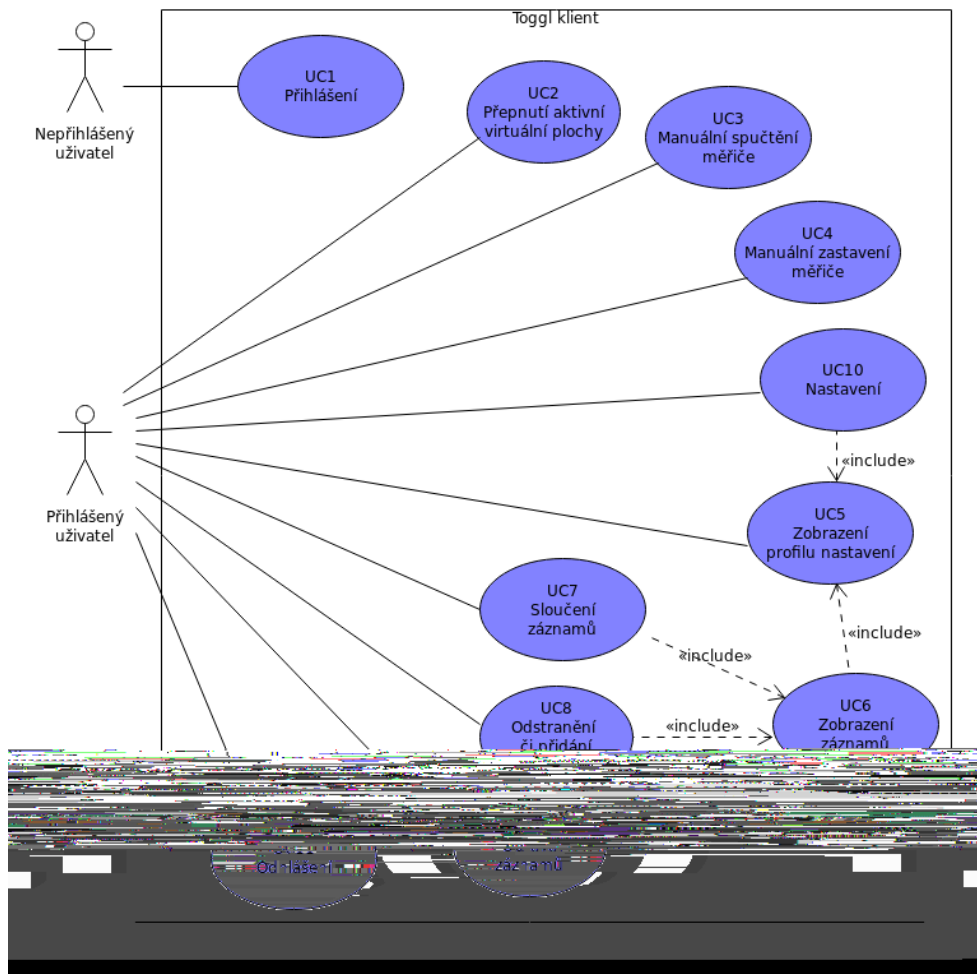 Toggl klient
UC1
Přihlášení
Nepřihlášený
uživatel
UC2
Přepnutí aktivní
virtuální plochy
UC3
Manuální spučtění
měřiče
UC4
Manuální zastavení
měřiče
UC10
Nastavení
«include»
Přihlášený
uživatel
UC5
Zobrazení
profilu nastavení
UC7
Sloučení
záznamů
«include»
«include»
UC6
Zobrazení
záznamů
UC8
Odstranění
či přidání
«include»
Odhlášení
záznamů